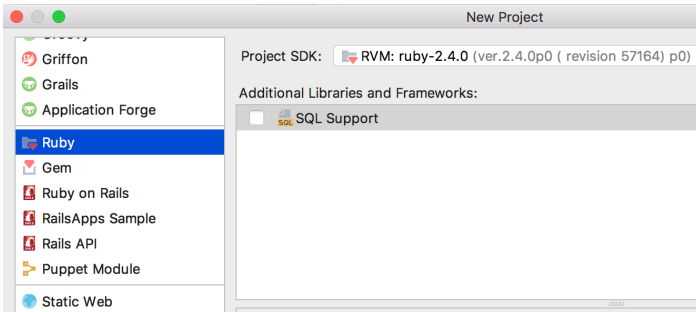 New Project
Groovy
Griffon
Grails
Application Forge
Ruby
Gem
Ruby on Rails
RailsApps Sample
Rails API
Puppet Module
Static Web
Project SDK: RVM: ruby-2.4.0 (ver.2.4.0p0 ( revision 57164) p0)
Additional Libraries and Frameworks:
SQL Support